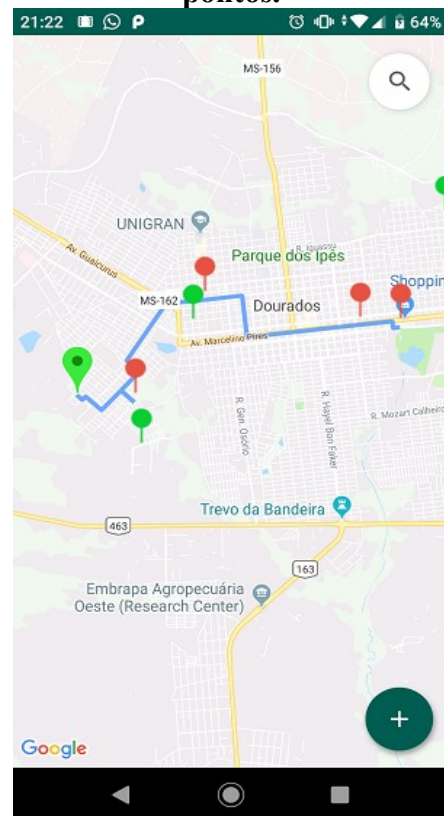 pontos.
21:22 64%
MS-156
UNIGRAN
R. Iguassu
Parque dos Ipês
Av. Guaicurus
Shoppin
MS-162
Dourados
Av. Marcelino Pires
R. Mozart Calheiro
R. Gen. Osório
R. Hayel Bon Faker
Trevo da Bandeira
463
163
Embrapa Agropecuária
Oeste (Research Center)
Google